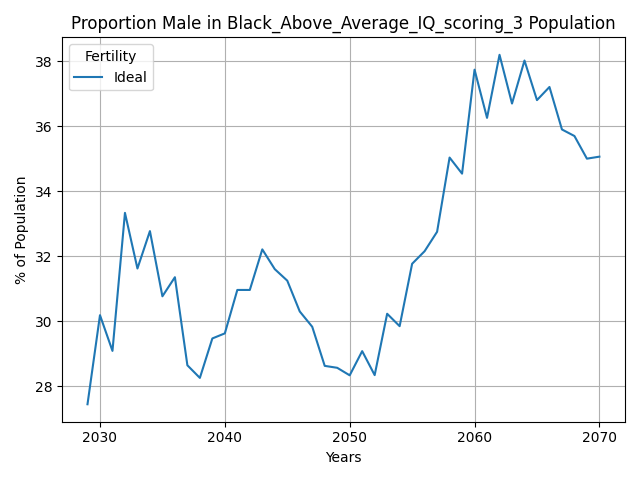 Proportion Male in Black_Above_Average_IQ_scoring_3 Population
Fertility
Ideal
% of Population
38
36
34
32
30
28
2030 2040 2050 2060 2070
Years